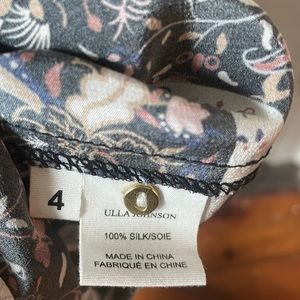 4
ULLA JOHNSON
100% SILK/SOIE
MADE IN CHINA
FABRIQUÉ EN CHINE